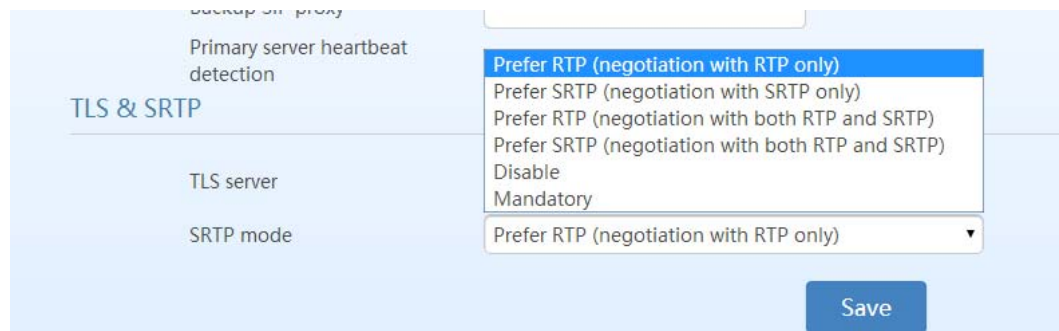 Primary server heartbeat
detection
Prefer RTP (negotiation with RTP only)
Prefer SRTP (negotiation with SRTP only)
Prefer RTP (negotiation with both RTP and SRTP)
Prefer SRTP (negotiation with both RTP and SRTP)
Disable
Mandatory
TLS & SRTP
TLS server
SRTP mode
Prefer RTP (negotiation with RTP only)
Save